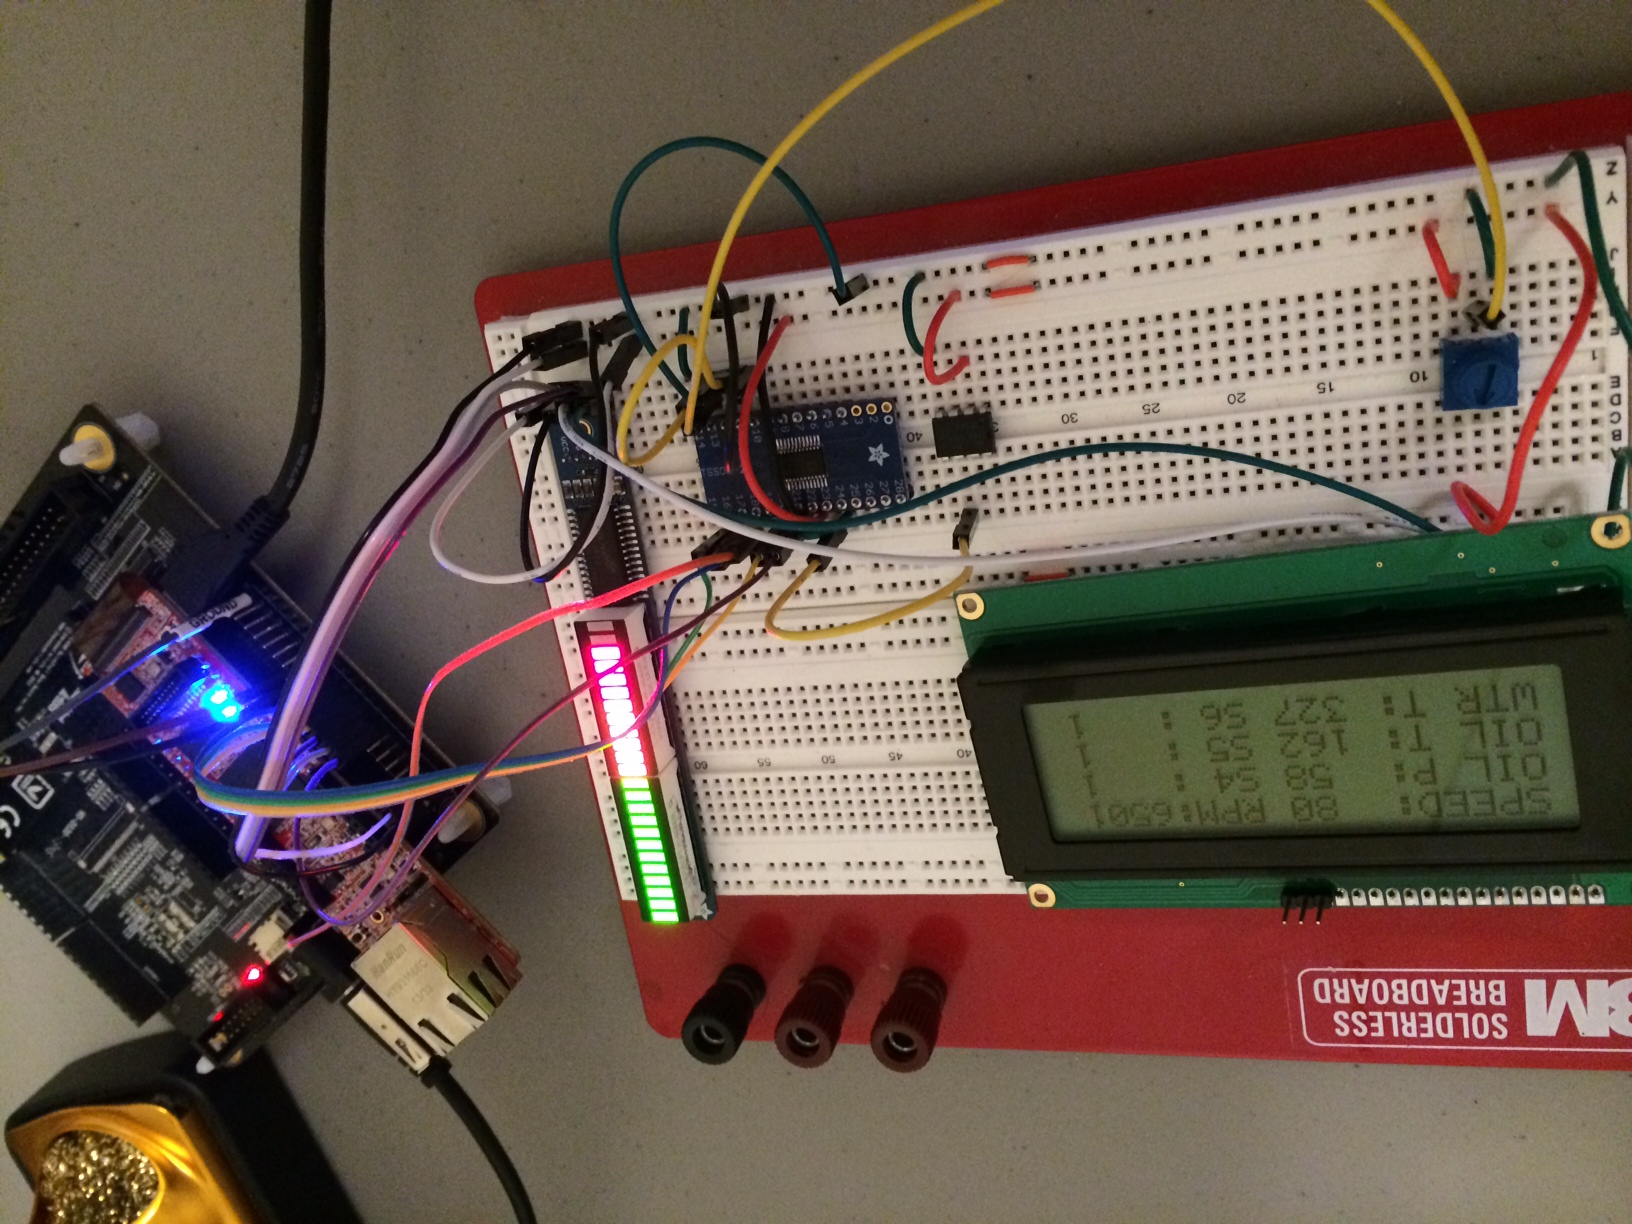 3M
SOLDERLESS
BREADBOARD
SPEED: 80 RPM:6501
OIL P: 58 S4 : 1
OIL T: 162 S5 : 1
WTR T: 327 S6 : 1
40 45 50 55 60
1 10 15 20 25 30 40
A
B
C
D
E
F
J
Y
Z